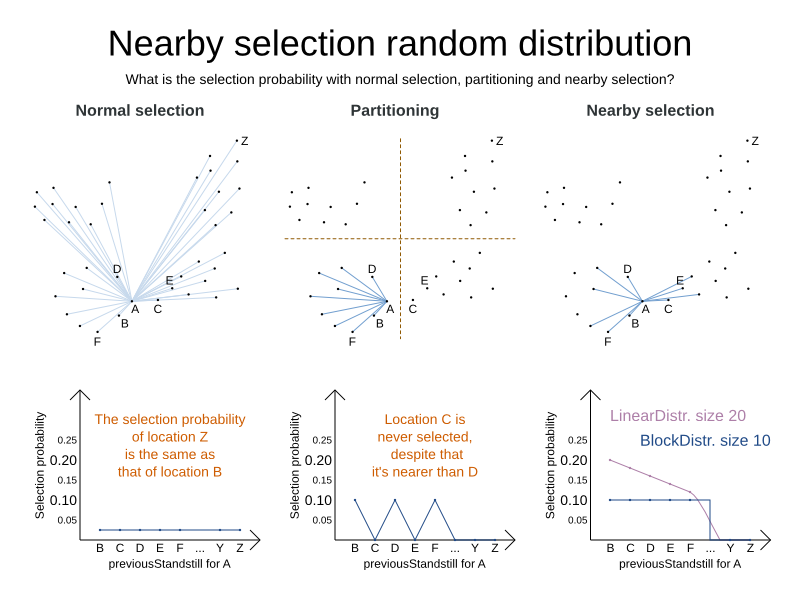 Nearby selection random distribution
What is the selection probability with normal selection, partitioning and nearby selection?
Normal selection
Z
D
E
A
C
B
F
Partitioning
Z
D
E
A
C
B
F
Nearby selection
Z
D
E
A
C
B
F
Selection probability
0.25
0.20
0.15
0.10
0.05
The selection probability
of location Z
is the same as
that of location B
B C D E F ... Y Z
previousStandstill for A
Selection probability
0.25
0.20
0.15
0.10
0.05
Location C is
never selected,
despite that
it's nearer than D
B C D E F ... Y Z
previousStandstill for A
Selection probability
0.25
0.20
0.15
0.10
0.05
LinearDistr. size 20
BlockDistr. size 10
B C D E F ... Y Z
previousStandstill for A